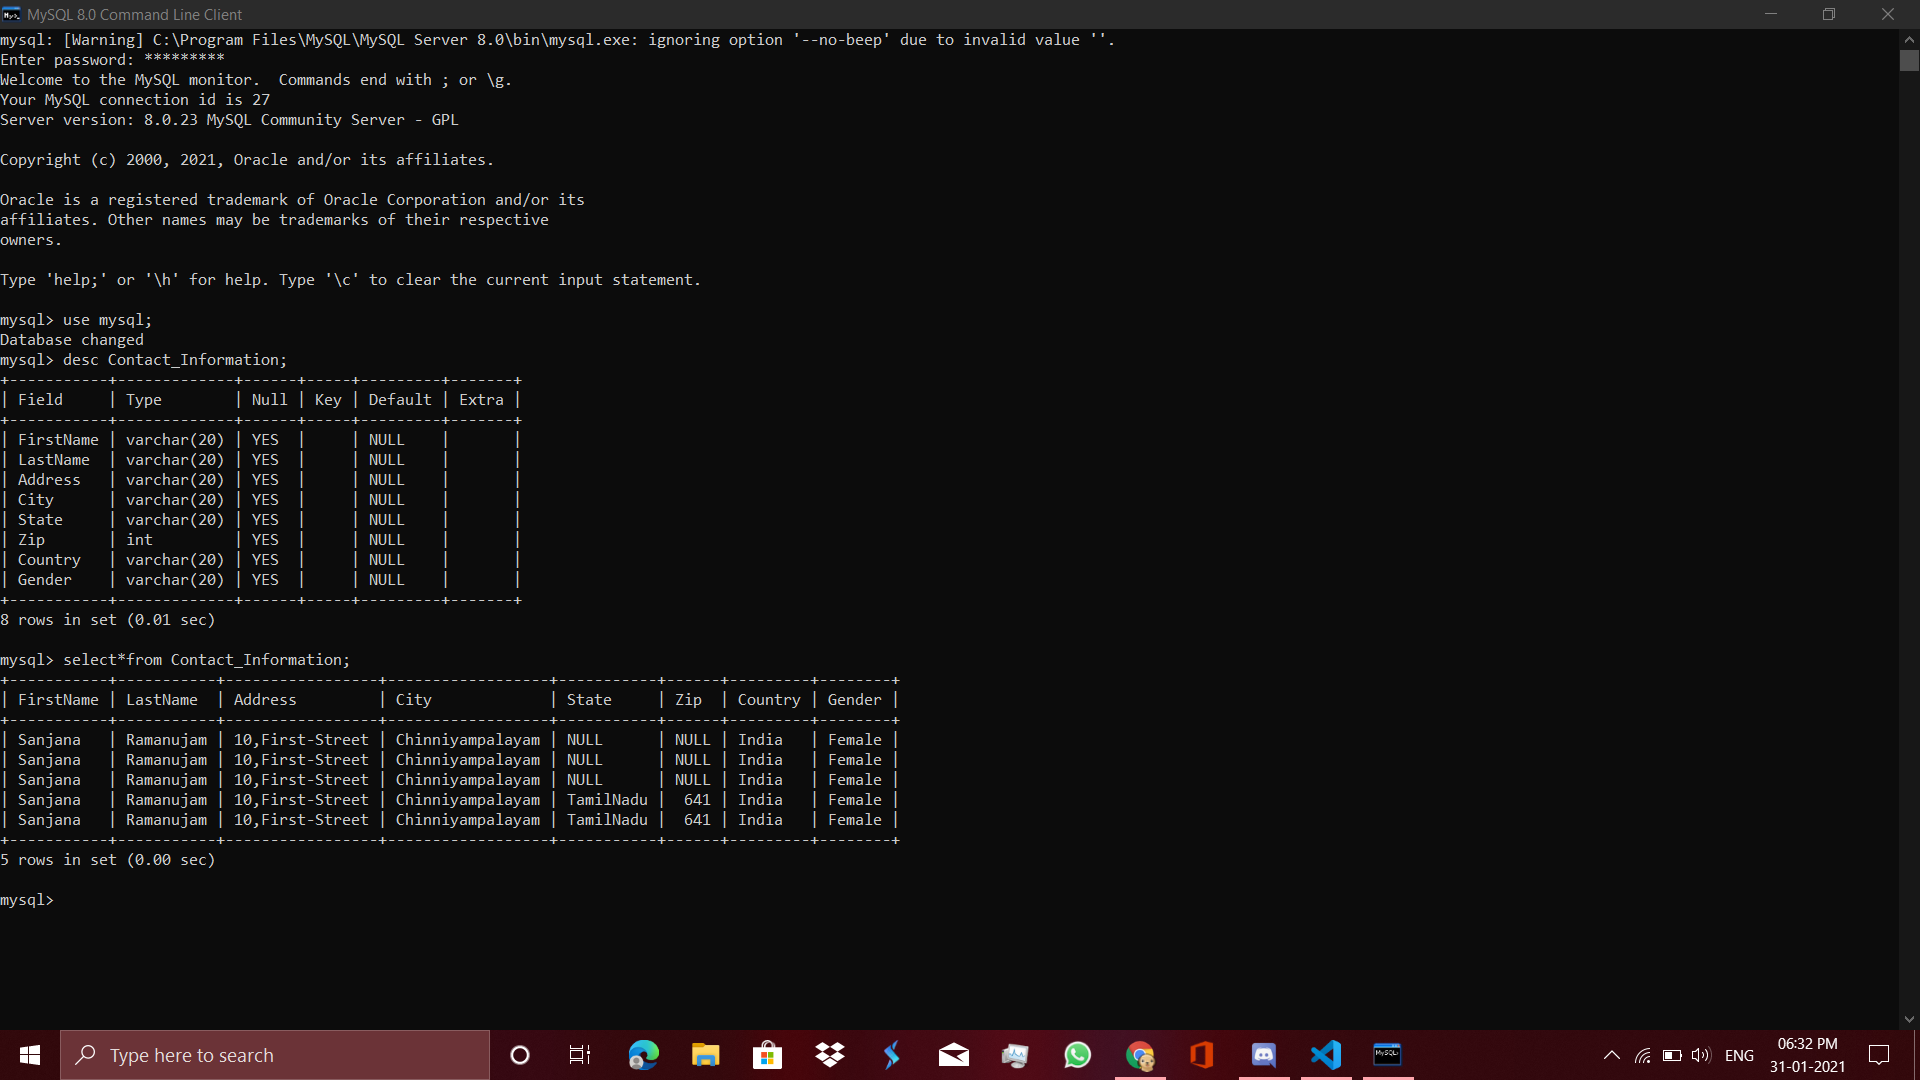 MySQL 8.0 Command Line Client
mysql: [Warning] C:\Program Files\MySQL\MySQL Server 8.0\bin\mysql.exe: ignoring option '--no-beep' due to invalid value ''.
Enter password: *********
Welcome to the MySQL monitor.  Commands end with ; or \g.
Your MySQL connection id is 27
Server version: 8.0.23 MySQL Community Server - GPL

Copyright (c) 2000, 2021, Oracle and/or its affiliates.

Oracle is a registered trademark of Oracle Corporation and/or its
affiliates. Other names may be trademarks of their respective
owners.

Type 'help;' or '\h' for help. Type '\c' to clear the current input statement.

mysql> use mysql;
Database changed
mysql> desc Contact_Information;
+-----------+-------------+------+-----+---------+-------+
| Field     | Type        | Null | Key | Default | Extra |
+-----------+-------------+------+-----+---------+-------+
| FirstName | varchar(20) | YES  |     | NULL    |       |
| LastName  | varchar(20) | YES  |     | NULL    |       |
| Address   | varchar(20) | YES  |     | NULL    |       |
| City      | varchar(20) | YES  |     | NULL    |       |
| State     | varchar(20) | YES  |     | NULL    |       |
| Zip       | int         | YES  |     | NULL    |       |
| Country   | varchar(20) | YES  |     | NULL    |       |
| Gender    | varchar(20) | YES  |     | NULL    |       |
+-----------+-------------+------+-----+---------+-------+
8 rows in set (0.01 sec)

mysql> select*from Contact_Information;
+-----------+-----------+-----------------+------------------+-----------+------+---------+--------+
| FirstName | LastName  | Address         | City             | State     | Zip  | Country | Gender |
+-----------+-----------+-----------------+------------------+-----------+------+---------+--------+
| Sanjana   | Ramanujam | 10,First-Street | Chinniyampalayam | NULL      | NULL | India   | Female |
| Sanjana   | Ramanujam | 10,First-Street | Chinniyampalayam | NULL      | NULL | India   | Female |
| Sanjana   | Ramanujam | 10,First-Street | Chinniyampalayam | NULL      | NULL | India   | Female |
| Sanjana   | Ramanujam | 10,First-Street | Chinniyampalayam | TamilNadu |  641 | India   | Female |
| Sanjana   | Ramanujam | 10,First-Street | Chinniyampalayam | TamilNadu |  641 | India   | Female |
+-----------+-----------+-----------------+------------------+-----------+------+---------+--------+
5 rows in set (0.00 sec)

mysql>
Type here to search
ENG
06:32 PM
31-01-2021